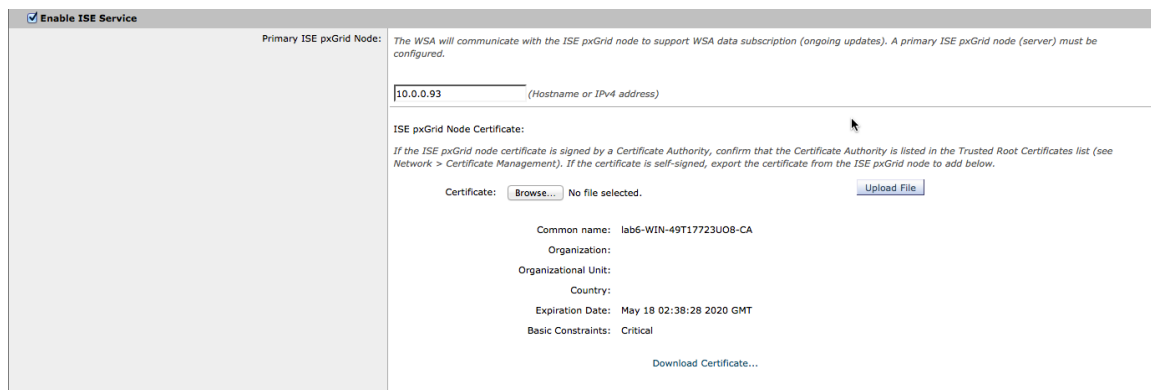 Enable ISE Service
Primary ISE pxGrid Node:
The WSA will communicate with the ISE pxGrid node to support WSA data subscription (ongoing updates). A primary ISE pxGrid node (server) must be
configured.
10.0.0.93
(Hostname or IPv4 address)
ISE pxGrid Node Certificate:
If the ISE pxGrid node certificate is signed by a Certificate Authority, confirm that the Certificate Authority is listed in the Trusted Root Certificates list (see
Network > Certificate Management). If the certificate is self-signed, export the certificate from the ISE pxGrid node to add below.
Certificate: Browse... No file selected. Upload File
Common name: lab6-WIN-49T17723UO8-CA
Organization:
Organizational Unit:
Country:
Expiration Date: May 18 02:38:28 2020 GMT
Basic Constraints: Critical
Download Certificate...